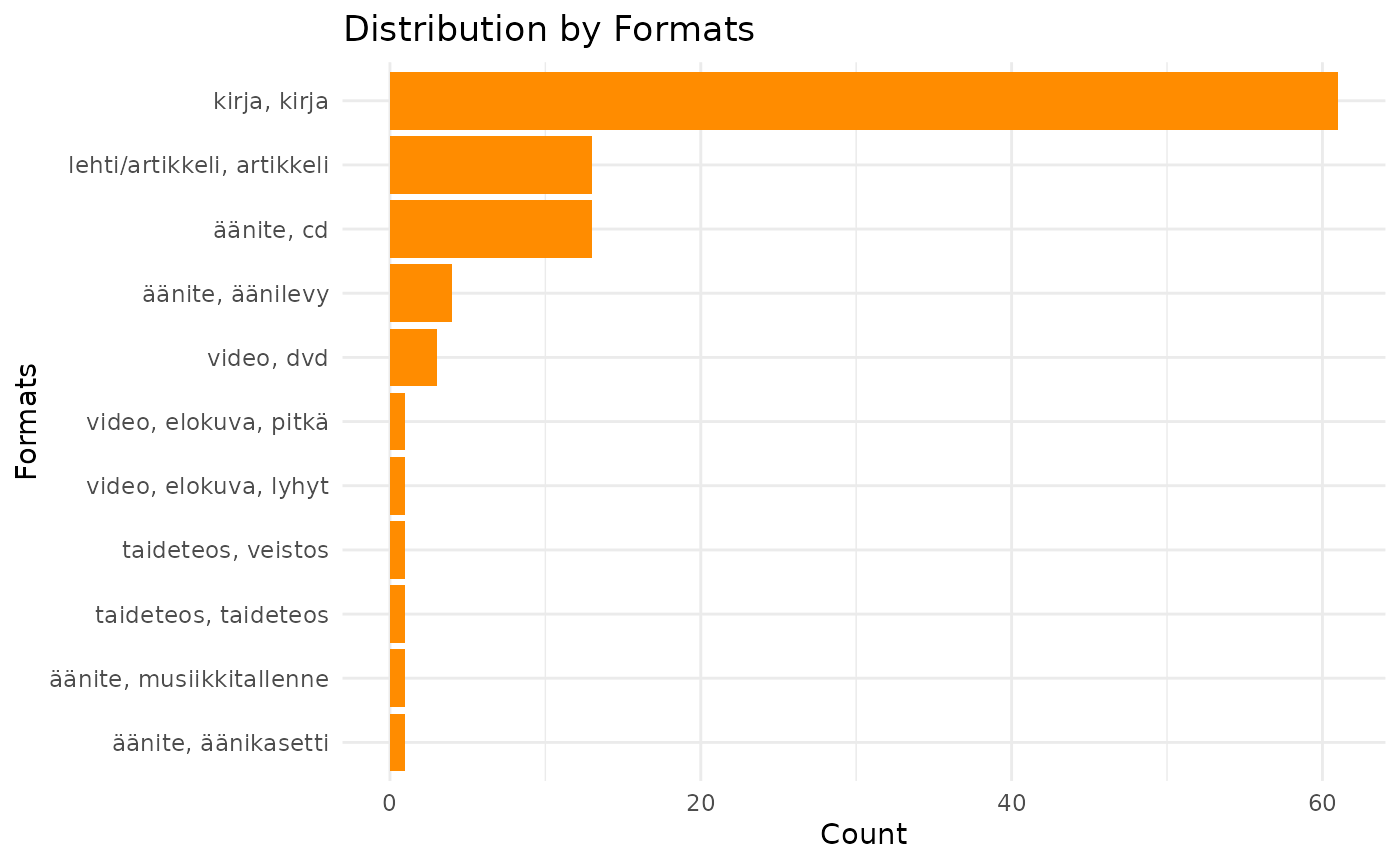 Distribution by Formats
Formats
kirja, kirja
lehti/artikkeli, artikkeli
äänite, cd
äänite, äänilevy
video, dvd
video, elokuva, pitkä
video, elokuva, lyhyt
taideteos, veistos
taideteos, taideteos
äänite, musiikkitallenne
äänite, äänikasetti
0 20 40 60
Count